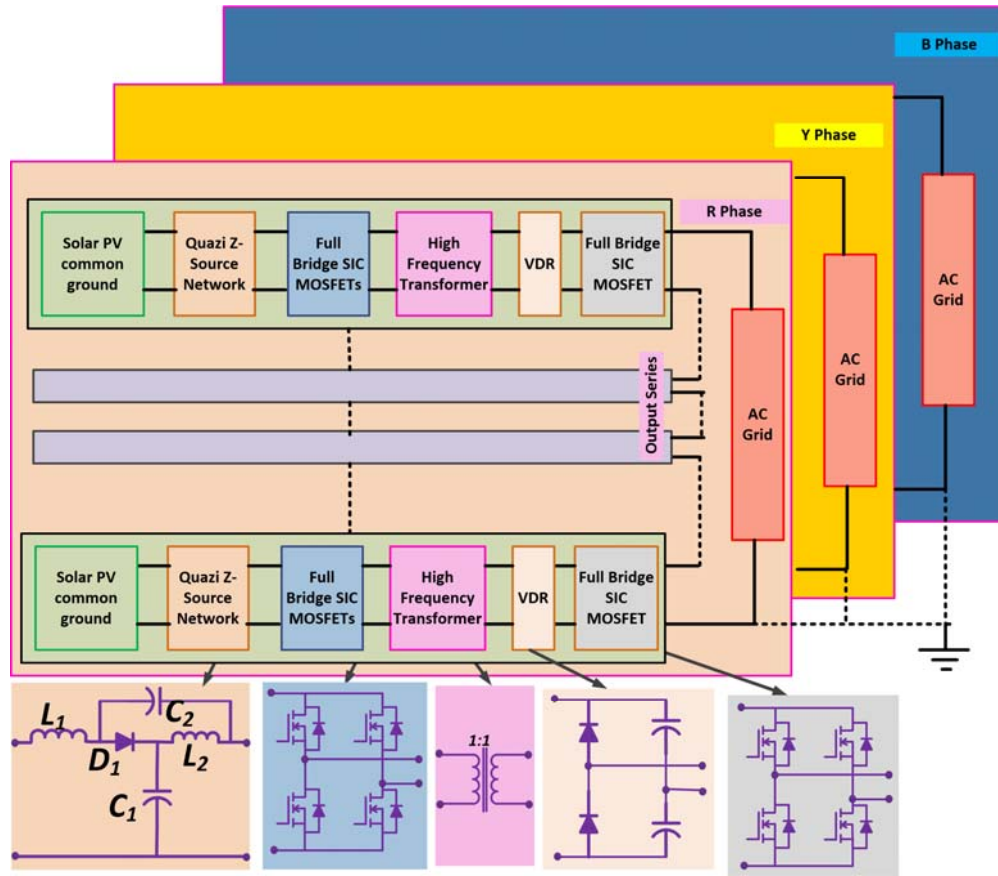 B Phase
Y Phase
R Phase
Solar PV
common
ground
Quazi Z-
Source
Network
Full
Bridge SIC
MOSFETs
High
Frequency
Transformer
VDR
Full Bridge
SIC
MOSFET
Output Series
AC
Grid
AC
Grid
AC
Grid
Solar PV
common
ground
Quazi Z-
Source
Network
Full
Bridge SIC
MOSFETs
High
Frequency
Transformer
VDR
Full Bridge
SIC
MOSFET
L1
C2
D1
L2
C1
1:1